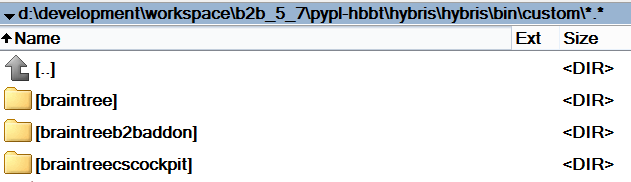 d:\development\workspace\b2b_5_7\pypl-hbbt\hybris\hybris\bin\custom\*.*
Name Ext Size
[..] <DIR>
[braintree] <DIR>
[braintreeb2baddon] <DIR>
[braintreecscockpit] <DIR>